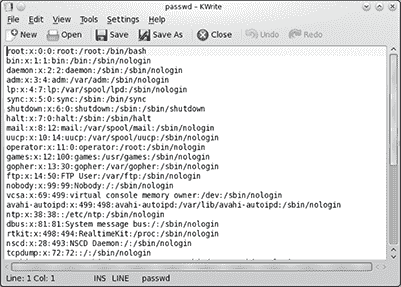 passwd – KWrite
File Edit View Tools Settings Help
New Open Save Save As Close Undo Redo
root:x:0:0:root:/root:/bin/bash
bin:x:1:1:bin:/bin:/sbin/nologin
daemon:x:2:2:daemon:/sbin:/sbin/nologin
adm:x:3:4:adm:/var/adm:/sbin/nologin
lp:x:4:7:lp:/var/spool/lpd:/sbin/nologin
sync:x:5:0:sync:/sbin:/bin/sync
shutdown:x:6:0:shutdown:/sbin:/sbin/shutdown
halt:x:7:0:halt:/sbin:/sbin/halt
mail:x:8:12:mail:/var/spool/mail:/sbin/nologin
uucp:x:10:14:uucp:/var/spool/uucp:/sbin/nologin
operator:x:11:0:operator:/root:/sbin/nologin
games:x:12:100:games:/usr/games:/sbin/nologin
gopher:x:13:30:gopher:/var/gopher:/sbin/nologin
ftp:x:14:50:FTP User:/var/ftp:/sbin/nologin
nobody:x:99:99:Nobody:/:/sbin/nologin
vcsa:x:69:499:virtual console memory owner:/dev:/sbin/nologin
avahi-autoipd:x:499:498:avahi-autoipd:/var/lib/avahi-autoipd:/sbin/nologin
ntp:x:38:38::/etc/ntp:/sbin/nologin
dbus:x:81:81:System message bus:/:/sbin/nologin
rtkit:x:498:494:RealtimeKit:/proc:/sbin/nologin
nscd:x:28:493:NSCD Daemon:/:/sbin/nologin
tcpdump:x:72:72::/:/sbin/nologin
Line: 1 Col: 1 INS LINE passwd